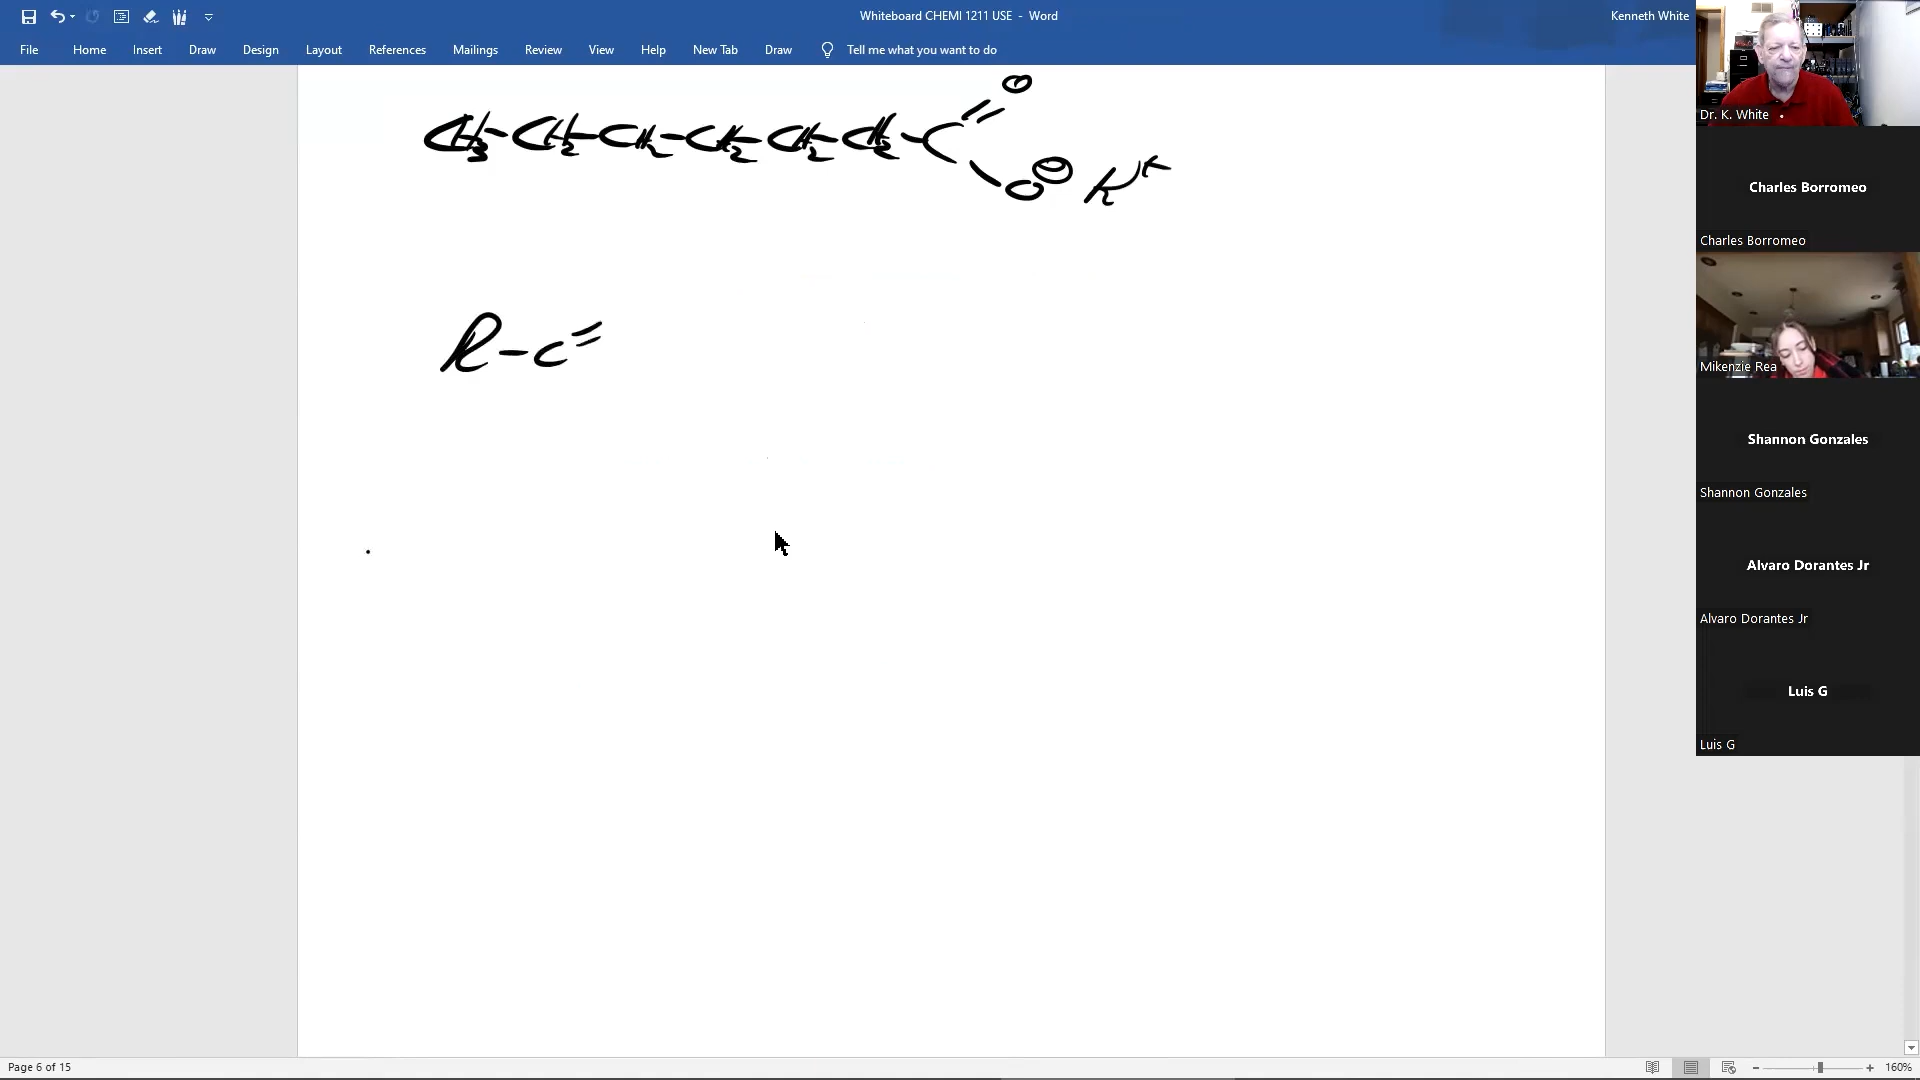 Whiteboard CHEMI 1211 USE - Word
Kenneth White
File Home Insert Draw Design Layout References Mailings Review View Help New Tab Draw Tell me what you want to do
CH3-CH2-CH2-CH2-CH2-CH2-C=O
O⊖ K+
R-C=
Dr. K. White
Charles Borromeo
Charles Borromeo
Mikenzie Rea
Shannon Gonzales
Shannon Gonzales
Alvaro Dorantes Jr
Alvaro Dorantes Jr
Luis G
Luis G
Page 6 of 15
160%